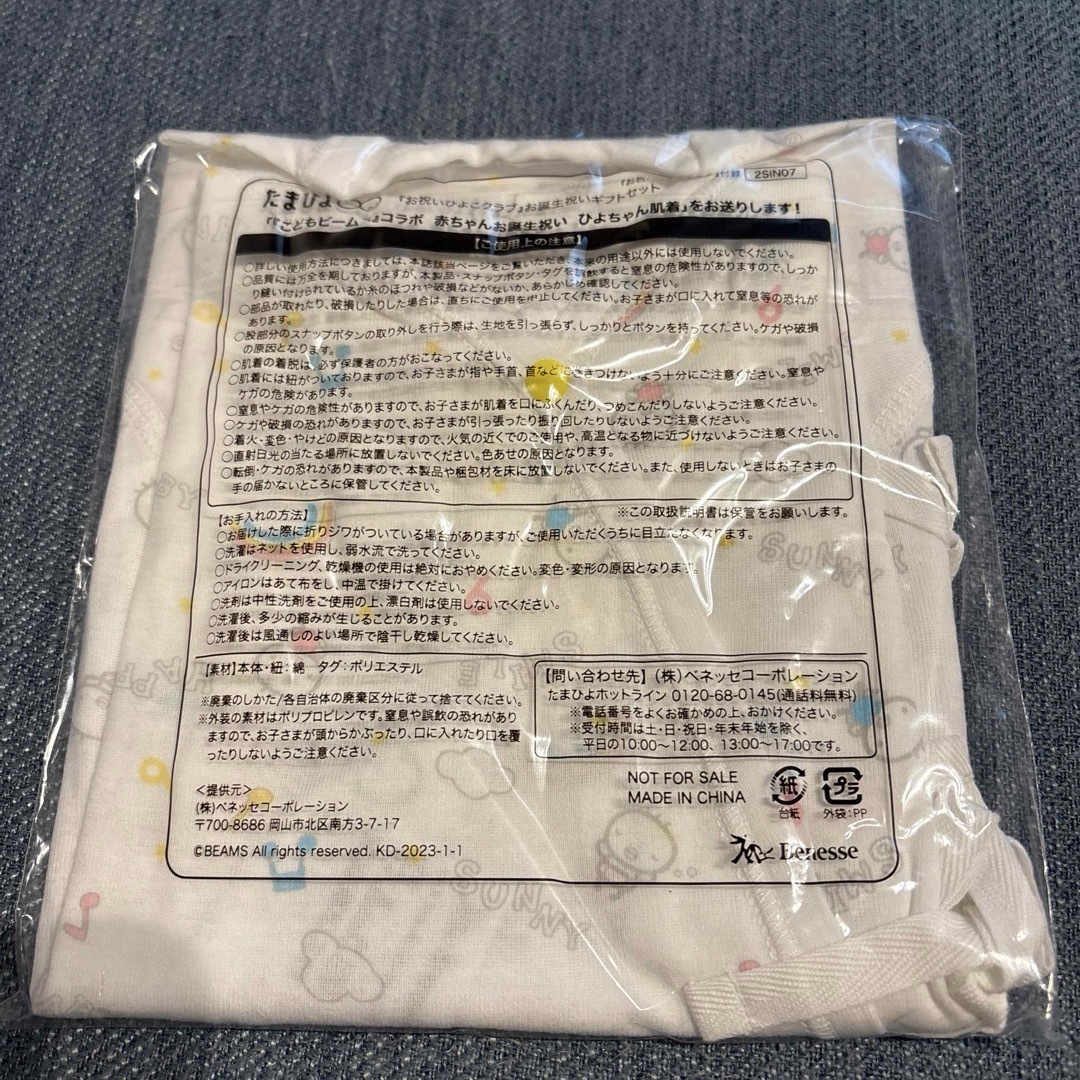 たまひよ
付録 2SIN07
『お祝いひよこクラブ』お誕生祝いギフトセット
コラボ 赤ちゃんお誕生祝い ひよちゃん肌着』をお送りします!
【ご使用上の注意】
○詳しい使用方法につきましては、本誌該当ページをご覧いただき、本来の用途以外には使用しないでください。
○品質には万全を期しておりますが、本製品・スナップボタン・タグを誤飲すると窒息の危険性がありますので、しっか
り縫い付けられているか糸のほつれや破損などがないか、あらかじめ確認してください。
○部品が取れたり、破損したりした場合は、直ちにご使用を中止してください。お子さまが口に入れて窒息等の恐れが
あります。
○股部分のスナップボタンの取り外しを行う際は、生地を引っ張らず、しっかりとボタンを持ってください。ケガや破損
の原因となります。
○肌着の着脱は、必ず保護者の方がおこなってください。
○肌着には紐がついておりますので、お子さまが指や手首、首などにまきつけないよう十分にご注意ください。窒息や
ケガの危険があります。
○窒息やケガの危険性がありますので、お子さまが肌着を口にふくんだり、つめこんだりしないようご注意ください。
○ケガや破損の恐れがありますので、お子さまが引っ張ったり振り回したりしないようご注意ください。
○着火・変色・やけどの原因となりますので、火気の近くでのご使用や、高温となる物に近づけないようご注意ください。
○直射日光の当たる場所に放置しないでください。色あせの原因となります。
○転倒・ケガの恐れがありますので、本製品や梱包材を床に放置しないでください。また、使用しないときはお子さまの
手の届かないところに保管してください。
※この取扱説明書は保管をお願いします。
【お手入れの方法】
○お届けした際に折りジワがついている場合がありますが、ご使用いただくうちに目立たなくなります。
○洗濯はネットを使用し、弱水流で洗ってください。
○ドライクリーニング、乾燥機の使用は絶対におやめください。変色・変形の原因となります。
○アイロンはあて布をし、中温で掛けてください。
○洗剤は中性洗剤をご使用の上、漂白剤は使用しないでください。
○洗濯後、多少の縮みが生じることがあります。
○洗濯後は風通しのよい場所で陰干し乾燥してください。
【素材】本体・紐:綿 タグ:ポリエステル
※廃棄のしかた/各自治体の廃棄区分に従って捨ててください。
※外装の素材はポリプロピレンです。窒息や誤飲の恐れがあり
ますので、お子さまが頭からかぶったり、口に入れたり口を覆
ったりしないようご注意ください。
【問い合わせ先】(株)ベネッセコーポレーション
たまひよホットライン 0120-68-0145(通話料無料)
※電話番号をよくお確かめの上、おかけください。
※受付時間は土・日・祝日・年末年始を除く、
平日の10:00〜12:00、13:00〜17:00です。
<提供元>
(株)ベネッセコーポレーション
〒700-8686 岡山市北区南方3-7-17
©BEAMS All rights reserved. KD-2023-1-1
NOT FOR SALE
MADE IN CHINA
紙
台紙
プラ
外袋:PP
Benesse
SUNNY
SMILE
SUNNY